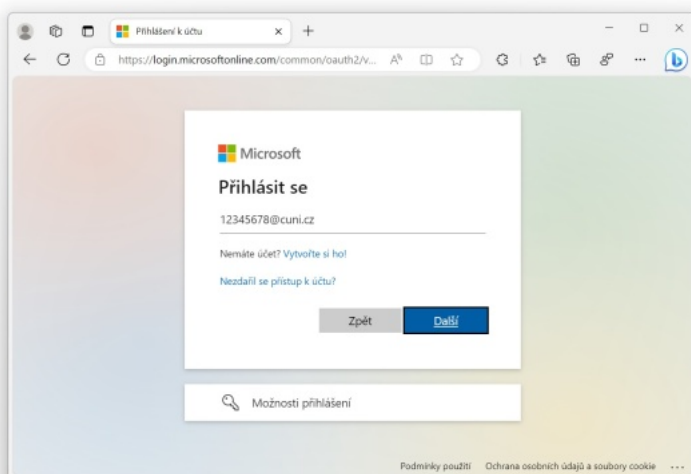 Přihlášení k účtu
https://login.microsoftonline.com/common/oauth2/v...
Microsoft
Přihlásit se
12345678@cuni.cz
Nemáte účet? Vytvořte si ho!
Nezdařil se přístup k účtu?
Zpět Další
Možnosti přihlášení
Podmínky použití Ochrana osobních údajů a soubory cookie ...